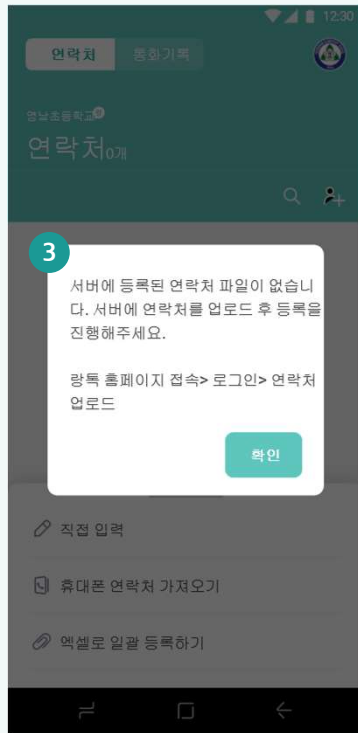 12:30
연락처 통화기록
영남초등학교
연락처0개
3
서버에 등록된 연락처 파일이 없습니
다. 서버에 연락처를 업로드 후 등록을
진행해주세요.
랑톡 홈페이지 접속> 로그인> 연락처
업로드
확인
직접 입력
휴대폰 연락처 가져오기
엑셀로 일괄 등록하기